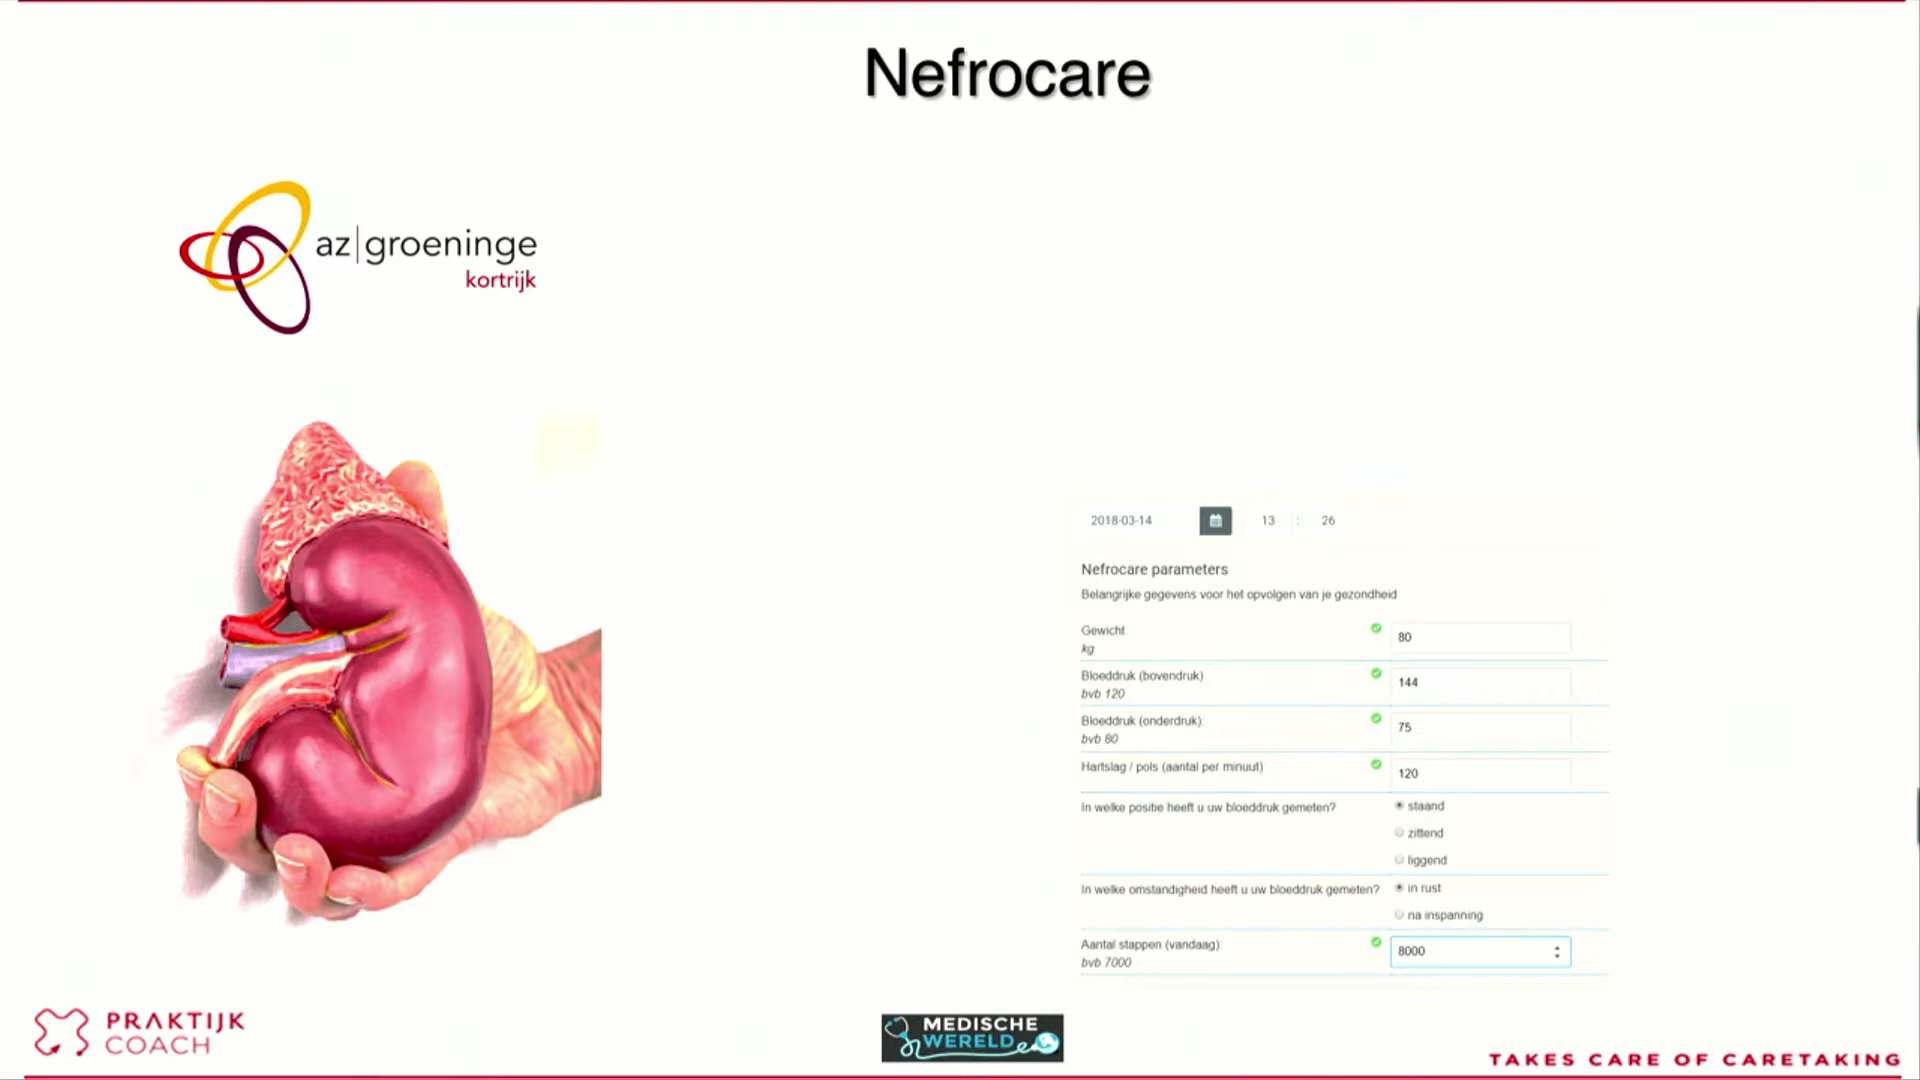 Nefrocare
az|groeninge
kortrijk
2018-03-14 13 : 26
Nefrocare parameters
Belangrijke gegevens voor het opvolgen van je gezondheid
Gewicht 80
kg
Bloeddruk (bovendruk) 144
bvb 120
Bloeddruk (onderdruk) 75
bvb 80
Hartslag / pols (aantal per minuut) 120
In welke positie heeft u uw bloeddruk gemeten? staand
zittend
liggend
In welke omstandigheid heeft u uw bloeddruk gemeten? in rust
na inspanning
Aantal stappen (vandaag): 8000
bvb 7000
PRAKTIJK
COACH
MEDISCHE
WERELD
TAKES CARE OF CARETAKING